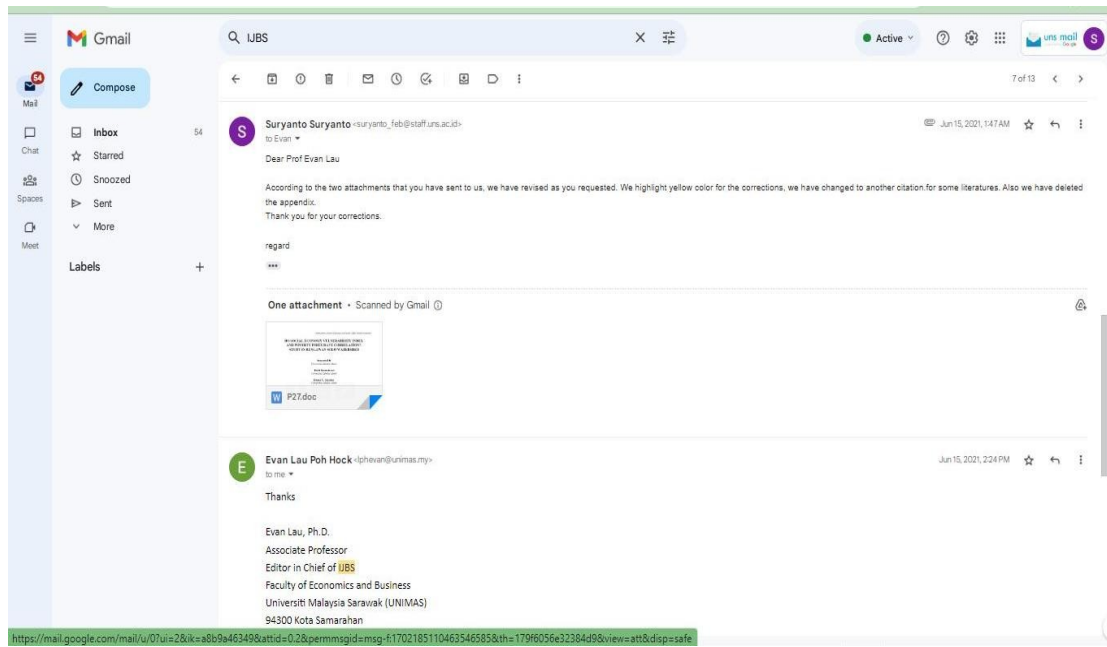 Gmail
IJBS
Active
uns mail
S
54
Mail
Chat
Spaces
Meet
Compose
Inbox 54
Starred
Snoozed
Sent
More
Labels
7 of 13
S
Suryanto Suryanto <suryanto_feb@staff.uns.ac.id>
to Evan
Jun 15, 2021, 1:47 AM
Dear Prof Evan Lau
According to the two attachments that you have sent to us, we have revised as you requested. We highlight yellow color for the corrections, we have changed to another citation.for some literatures. Also we have deleted
the appendix.
Thank you for your corrections.
regard
One attachment • Scanned by Gmail
W P27.doc
E
Evan Lau Poh Hock <lphevan@unimas.my>
to me
Jun 15, 2021, 2:24 PM
Thanks
Evan Lau, Ph.D.
Associate Professor
Editor in Chief of IJBS
Faculty of Economics and Business
Universiti Malaysia Sarawak (UNIMAS)
94300 Kota Samarahan
https://mail.google.com/mail/u/0?ui=2&ik=a8b9a46349&attid=0.2&permmsgid=msg-f:1702185110463546585&th=179f6056e32384d9&view=att&disp=safe